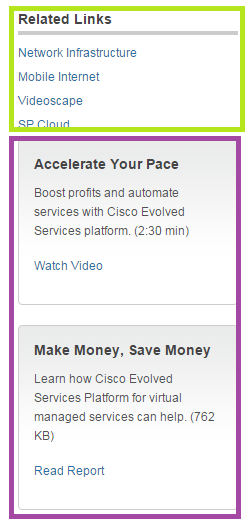 Related Links
Network Infrastructure
Mobile Internet
Videoscape
SP Cloud
Accelerate Your Pace
Boost profits and automate
services with Cisco Evolved
Services platform. (2:30 min)
Watch Video
Make Money, Save Money
Learn how Cisco Evolved
Services Platform for virtual
managed services can help. (762
KB)
Read Report